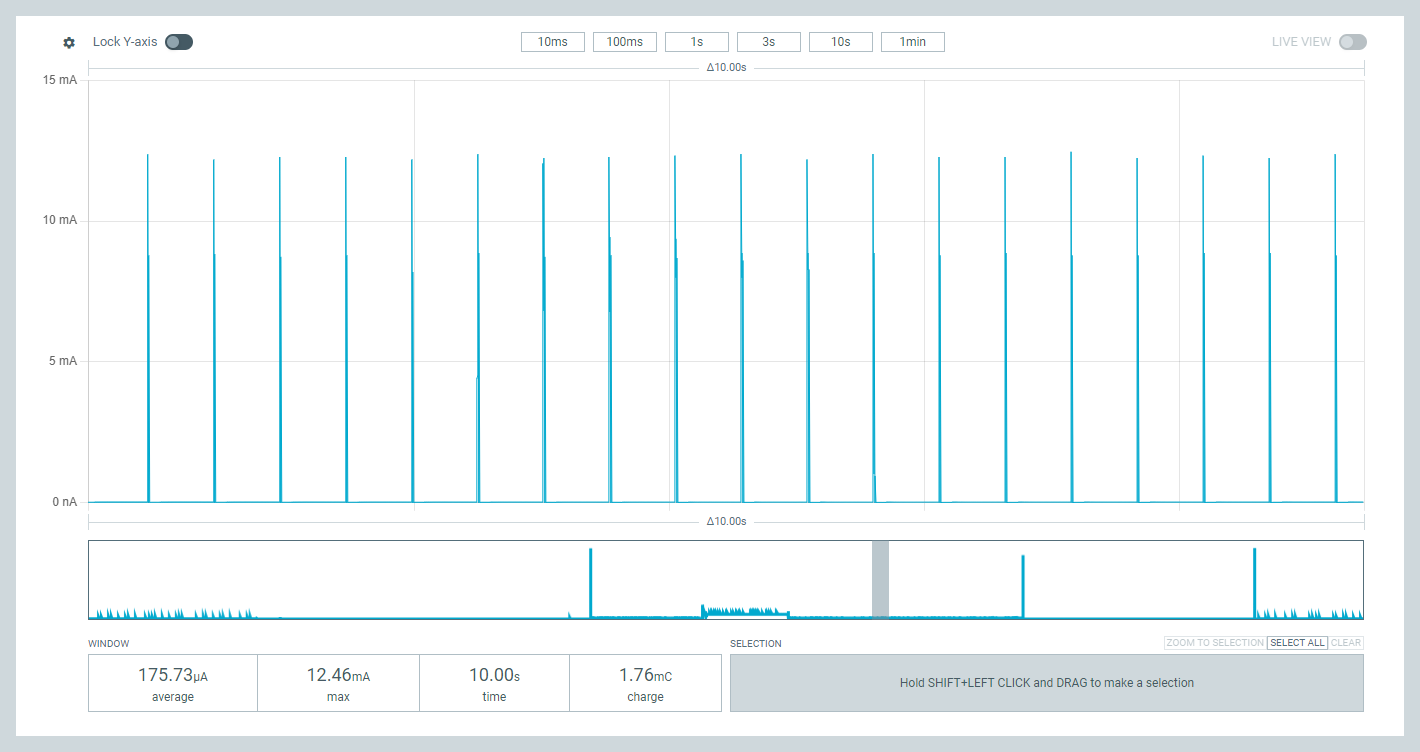 Lock Y-axis 10ms 100ms 1s 3s 10s 1min LIVE VIEW
Δ10.00s
15 mA
10 mA
5 mA
0 nA
Δ10.00s
WINDOW
175.73μA 12.46mA 10.00s 1.76mC
average max time charge
SELECTION ZOOM TO SELECTION SELECT ALL CLEAR
Hold SHIFT+LEFT CLICK and DRAG to make a selection